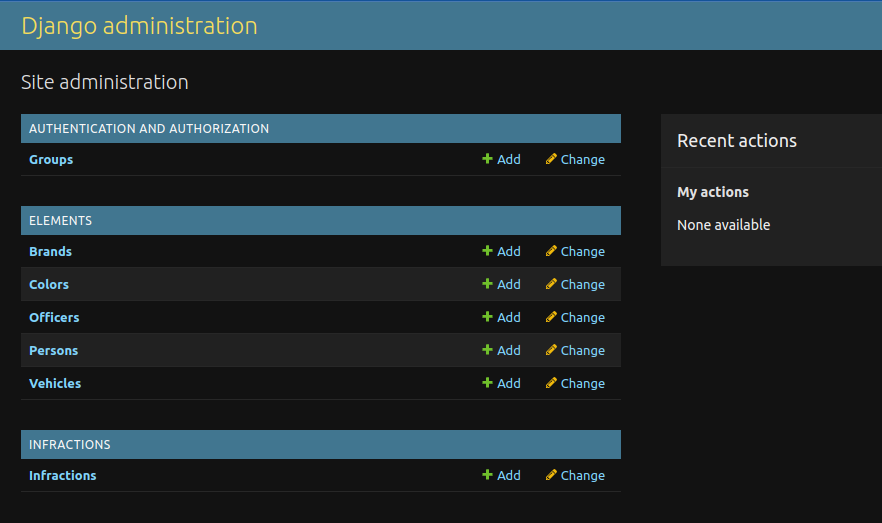 Django administration
Site administration
AUTHENTICATION AND AUTHORIZATION
Groups Add Change
ELEMENTS
Brands Add Change
Colors Add Change
Officers Add Change
Persons Add Change
Vehicles Add Change
INFRACTIONS
Infractions Add Change
Recent actions
My actions
None available